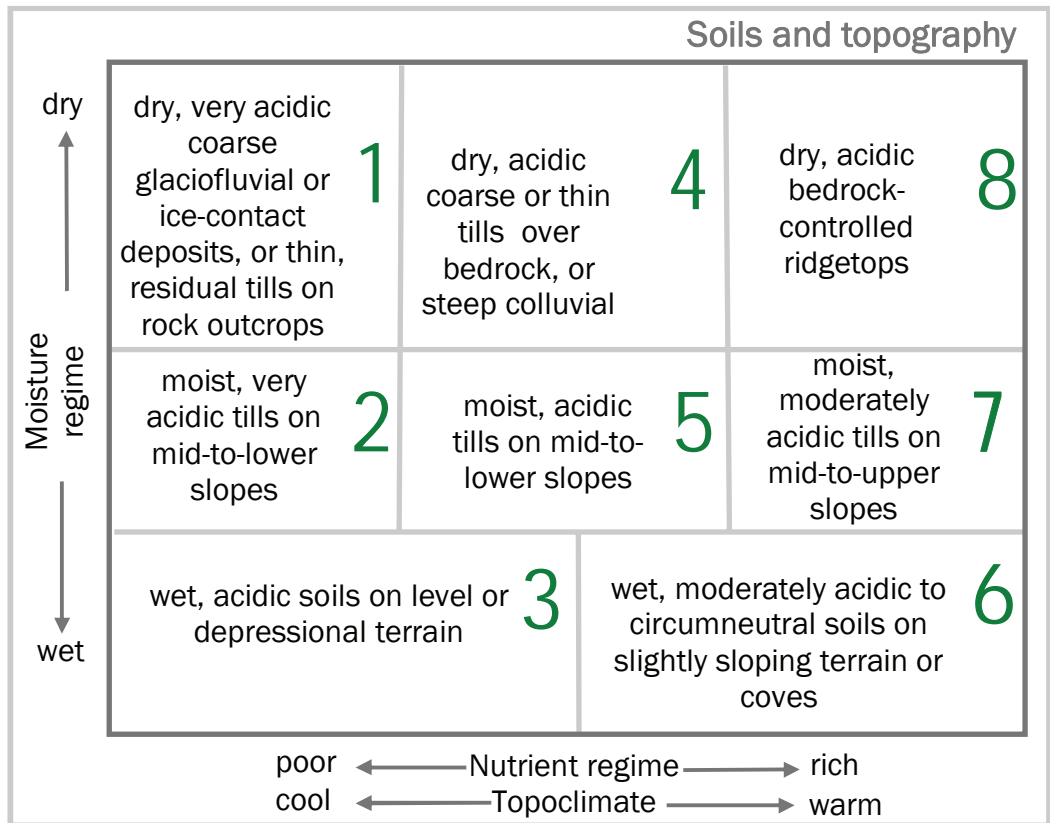 Soils and topography
dry
Moisture
regime
wet
dry, very acidic
coarse
glaciofluvial or
ice-contact
deposits, or thin,
residual tills on
rock outcrops
1
dry, acidic
coarse or thin
tills over
bedrock, or
steep colluvial
4
dry, acidic
bedrock-
controlled
ridgetops
8
moist, very
acidic tills on
mid-to-lower
slopes
2
moist, acidic
tills on mid-to-
lower slopes
5
moist,
moderately
acidic tills on
mid-to-upper
slopes
7
wet, acidic soils on level or
depressional terrain
3
wet, moderately acidic to
circumneutral soils on
slightly sloping terrain or
coves
6
poor Nutrient regime rich
cool Topoclimate warm